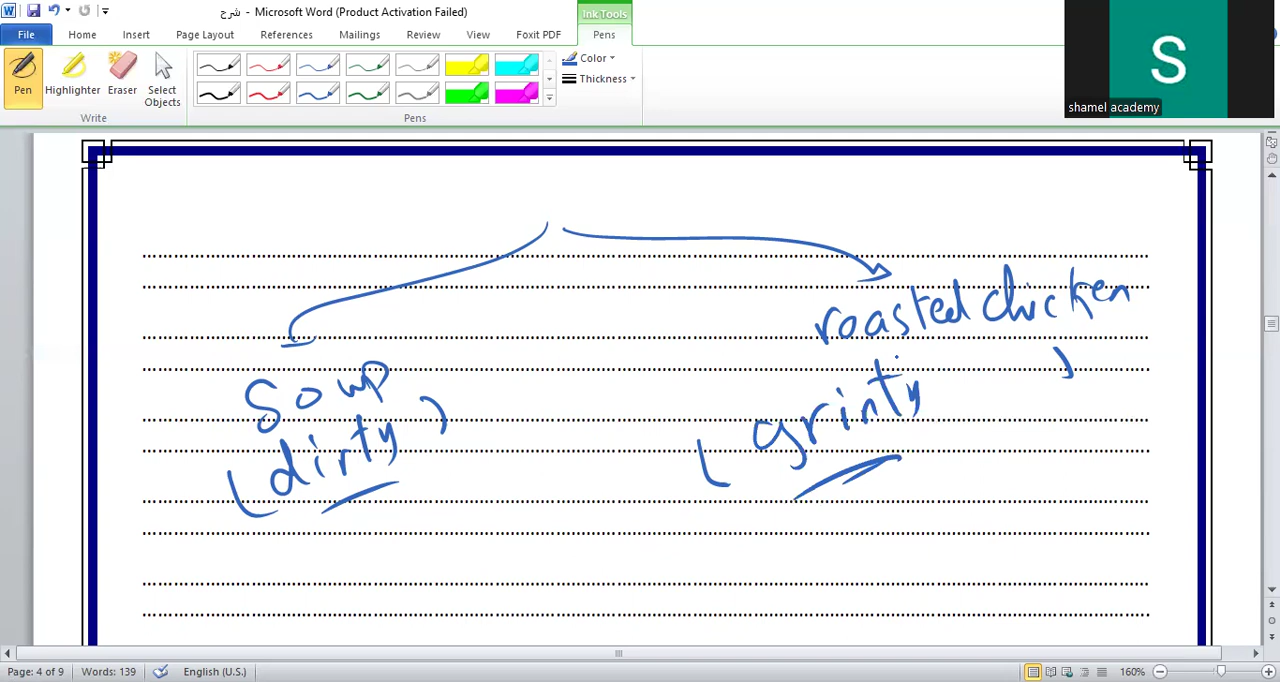 شرح - Microsoft Word (Product Activation Failed)
Ink Tools
File Home Insert Page Layout References Mailings Review View Foxit PDF Pens
Pen Highlighter Eraser Select Objects
Color
Thickness
Write Pens
S
shamel academy
roasted chicken
Soup
(grinty)
(dirty)
Page: 4 of 9 Words: 139 English (U.S.) 160%